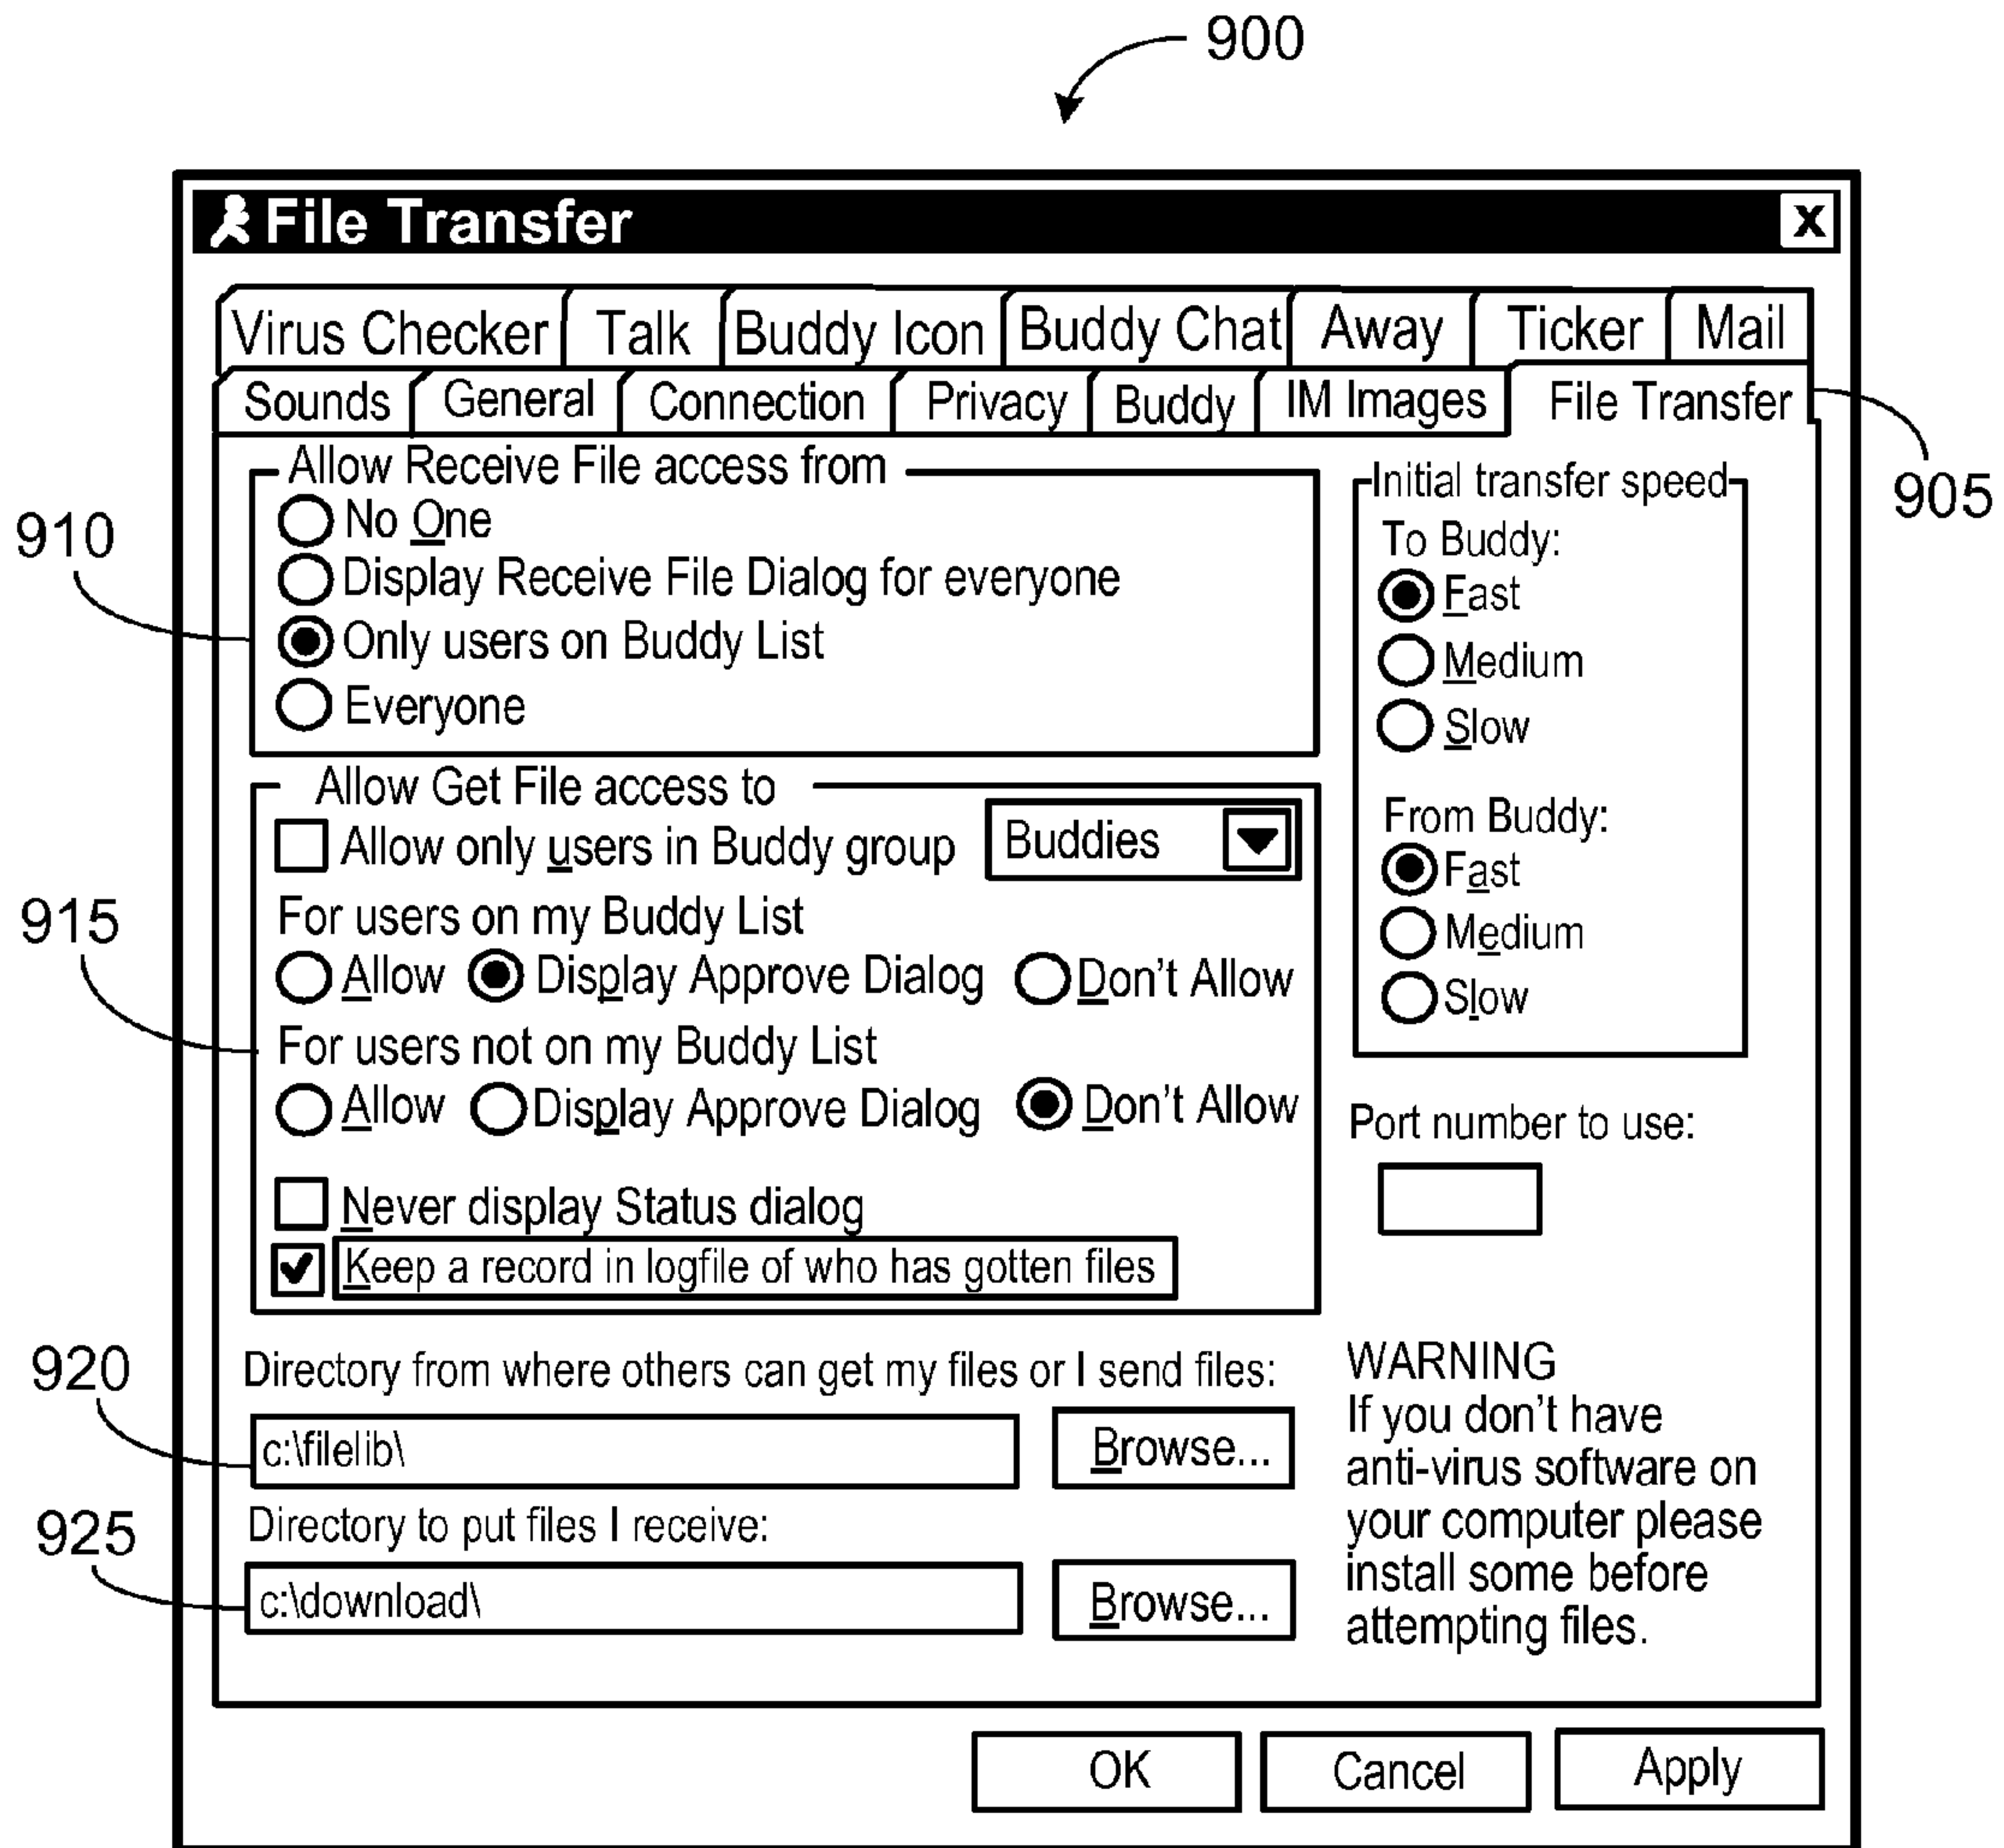 900
File Transfer X
Virus Checker Talk Buddy Icon Buddy Chat Away Ticker Mail
Sounds General Connection Privacy Buddy IM Images File Transfer
905
Allow Receive File access from
910
No One
Display Receive File Dialog for everyone
Only users on Buddy List
Everyone
Initial transfer speed
To Buddy:
Fast
Medium
Slow
From Buddy:
Fast
Medium
Slow
Allow Get File access to
Allow only users in Buddy group Buddies
915
For users on my Buddy List
Allow Display Approve Dialog Don't Allow
For users not on my Buddy List
Allow Display Approve Dialog Don't Allow
Never display Status dialog
Keep a record in logfile of who has gotten files
Port number to use:
920
Directory from where others can get my files or I send files:
c:\filelib\ Browse...
925
Directory to put files I receive:
c:\download\ Browse...
WARNING
If you don't have
anti-virus software on
your computer please
install some before
attempting files.
OK Cancel Apply